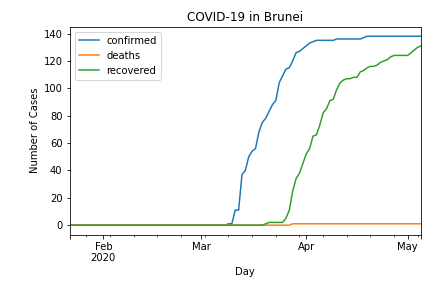 COVID-19 in Brunei
140
120
100
80
60
40
20
0
Number of Cases
confirmed
deaths
recovered
Feb
2020
Mar
Apr
May
Day